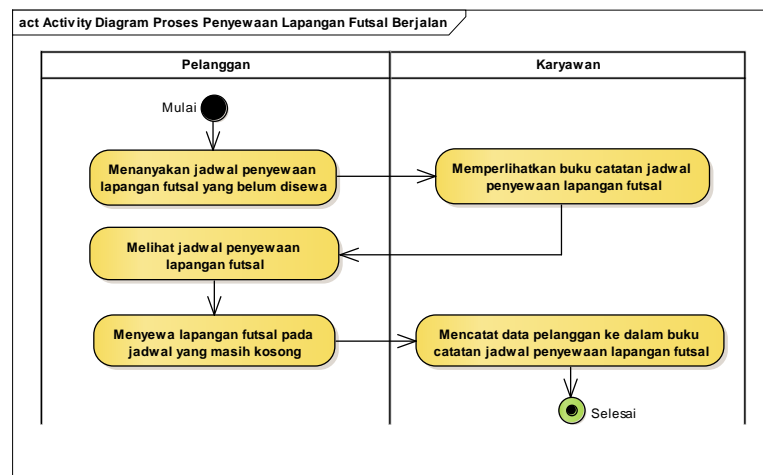 act Activity Diagram Proses Penyewaan Lapangan Futsal Berjalan
Pelanggan
Karyawan
Mulai
Menanyakan jadwal penyewaan
lapangan futsal yang belum disewa
Memperlihatkan buku catatan jadwal
penyewaan lapangan futsal
Melihat jadwal penyewaan
lapangan futsal
Menyewa lapangan futsal pada
jadwal yang masih kosong
Mencatat data pelanggan ke dalam buku
catatan jadwal penyewaan lapangan futsal
Selesai